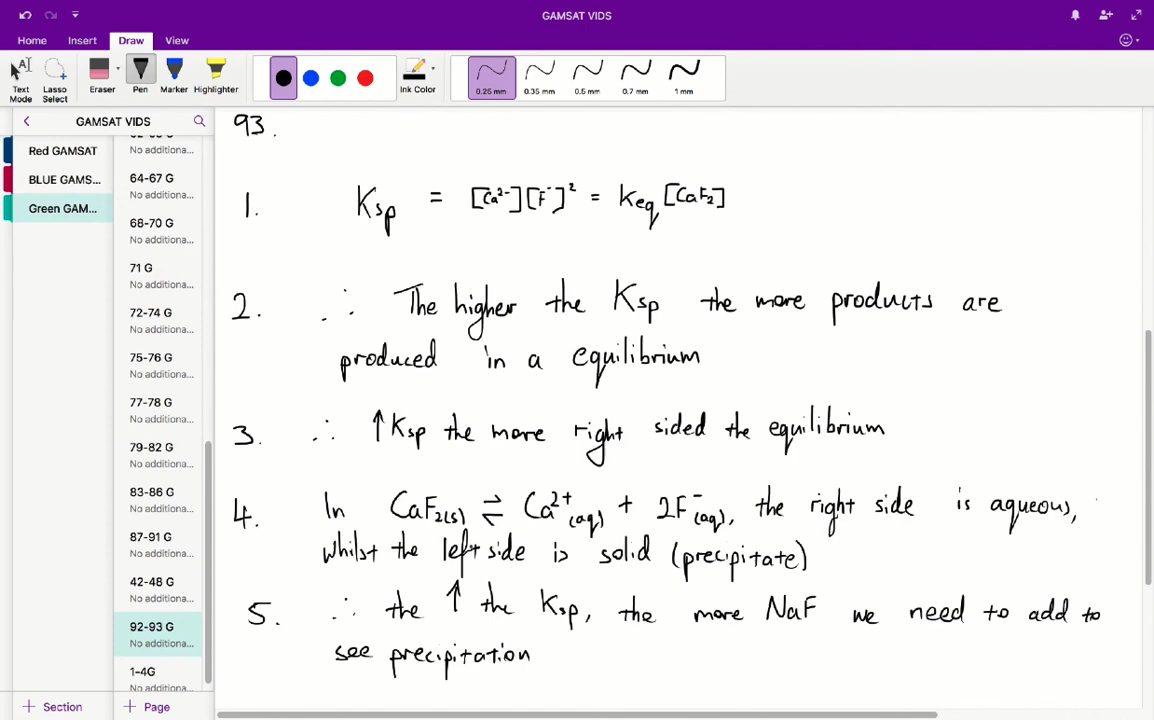 GAMSAT VIDS
Home Insert Draw View
Text Mode
Lasso Select
Eraser
Pen
Marker
Highlighter
Ink Color
0.25 mm
0.35 mm
0.5 mm
0.7 mm
1 mm
GAMSAT VIDS
Red GAMSAT
BLUE GAMS...
Green GAM...
No additiona...
64-67 G
No additiona...
68-70 G
No additiona...
71 G
No additiona...
72-74 G
No additiona...
75-76 G
No additiona...
77-78 G
No additiona...
79-82 G
No additiona...
83-86 G
No additiona...
87-91 G
No additiona...
42-48 G
No additiona...
92-93 G
No additiona...
1-4G
No additiona...
+ Section
+ Page
93.
1. Ksp = [Ca²⁻][F⁻]² = Keq [CaF₂]
2. ∴ The higher the Ksp the more products are
produced in a equilibrium
3. ∴ ↑Ksp the more right sided the equilibrium
4. In CaF₂(s) ⇌ Ca²⁺(aq) + 2F⁻(aq), the right side is aqueous,
whilst the left side is solid (precipitate)
5. ∴ the ↑ the Ksp, the more NaF we need to add to
see precipitation